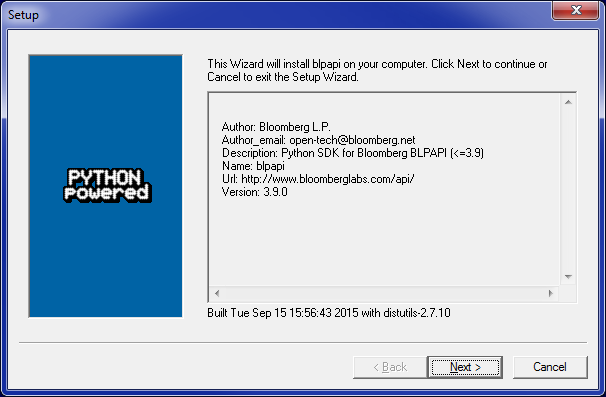 Setup
This Wizard will install blpapi on your computer. Click Next to continue or
Cancel to exit the Setup Wizard.
PYTHON
powered
Author: Bloomberg L.P.
Author_email: open-tech@bloomberg.net
Description: Python SDK for Bloomberg BLPAPI (<=3.9)
Name: blpapi
Url: http://www.bloomberglabs.com/api/
Version: 3.9.0
Built Tue Sep 15 15:56:43 2015 with distutils-2.7.10
< Back
Next >
Cancel